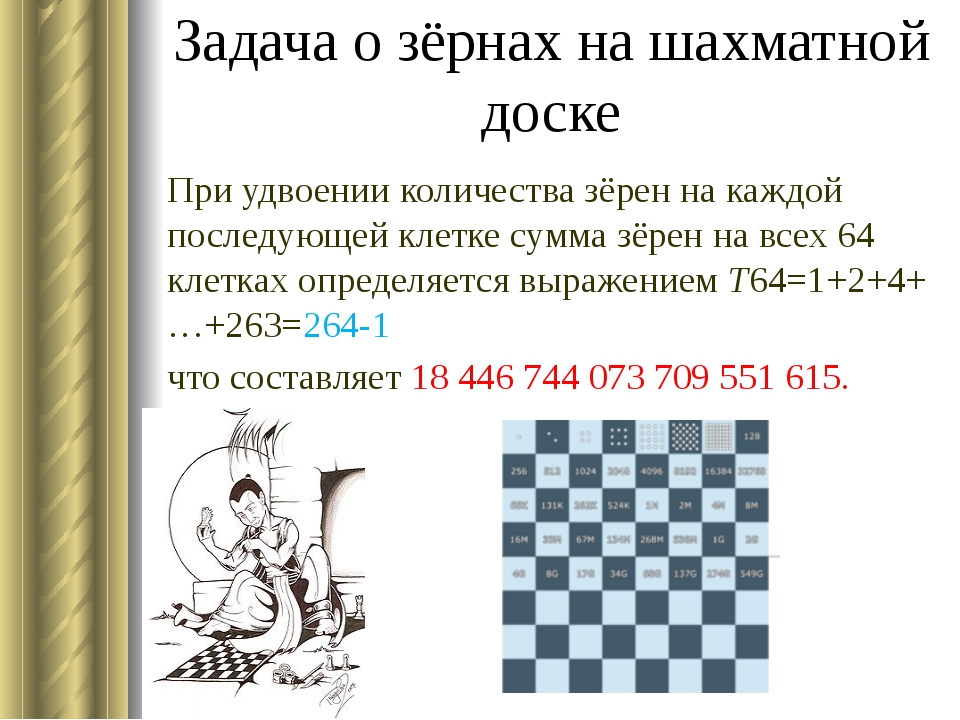 Задача о зёрнах на шахматной
доске
При удвоении количества зёрен на каждой
последующей клетке сумма зёрен на всех 64
клетках определяется выражением T64=1+2+4+
…+263=264-1
что составляет 18 446 744 073 709 551 615.
128
256 512 1024 2048 4096 8192 16384 32768
65K 131K 262K 524K 1M 2M 4M 8M
16M 33M 67M 134M 268M 536M 1G 2G
4G 8G 17G 34G 68G 137G 274G 549G